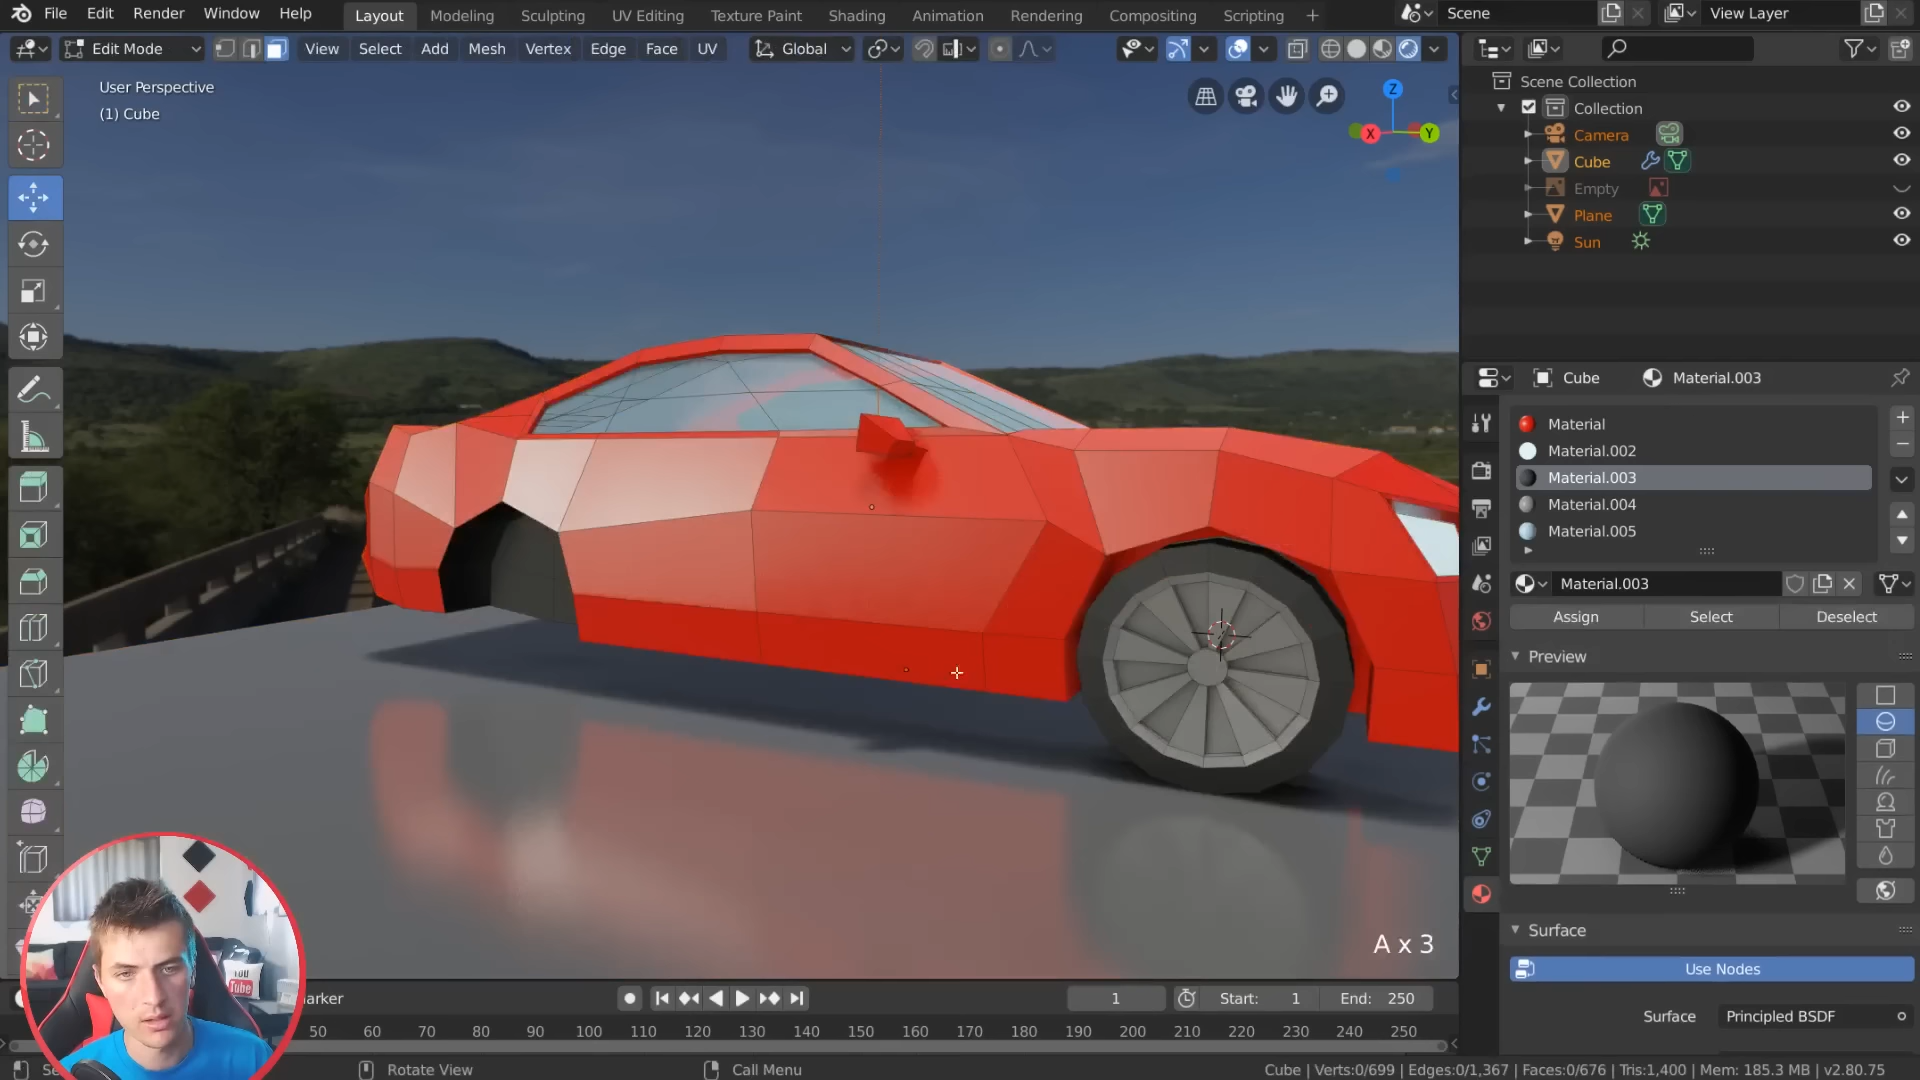 File Edit Render Window Help Layout Modeling Sculpting UV Editing Texture Paint Shading Animation Rendering Compositing Scripting + Scene View Layer
Edit Mode View Select Add Mesh Vertex Edge Face UV Global
User Perspective
(1) Cube
Z
X
Y
Scene Collection
Collection
Camera
Cube
Empty
Plane
Sun
Cube Material.003
Material
Material.002
Material.003
Material.004
Material.005
Material.003
Assign Select Deselect
Preview
Surface
Use Nodes
Surface Principled BSDF
A x 3
You
Tube
arker
1 Start: 1 End: 250
50 60 70 80 90 100 110 120 130 140 150 160 170 180 190 200 210 220 230 240 250
Se
Rotate View
Call Menu
Cube | Verts:0/699 | Edges:0/1,367 | Faces:0/676 | Tris:1,400 | Mem: 185.3 MB | v2.80.75